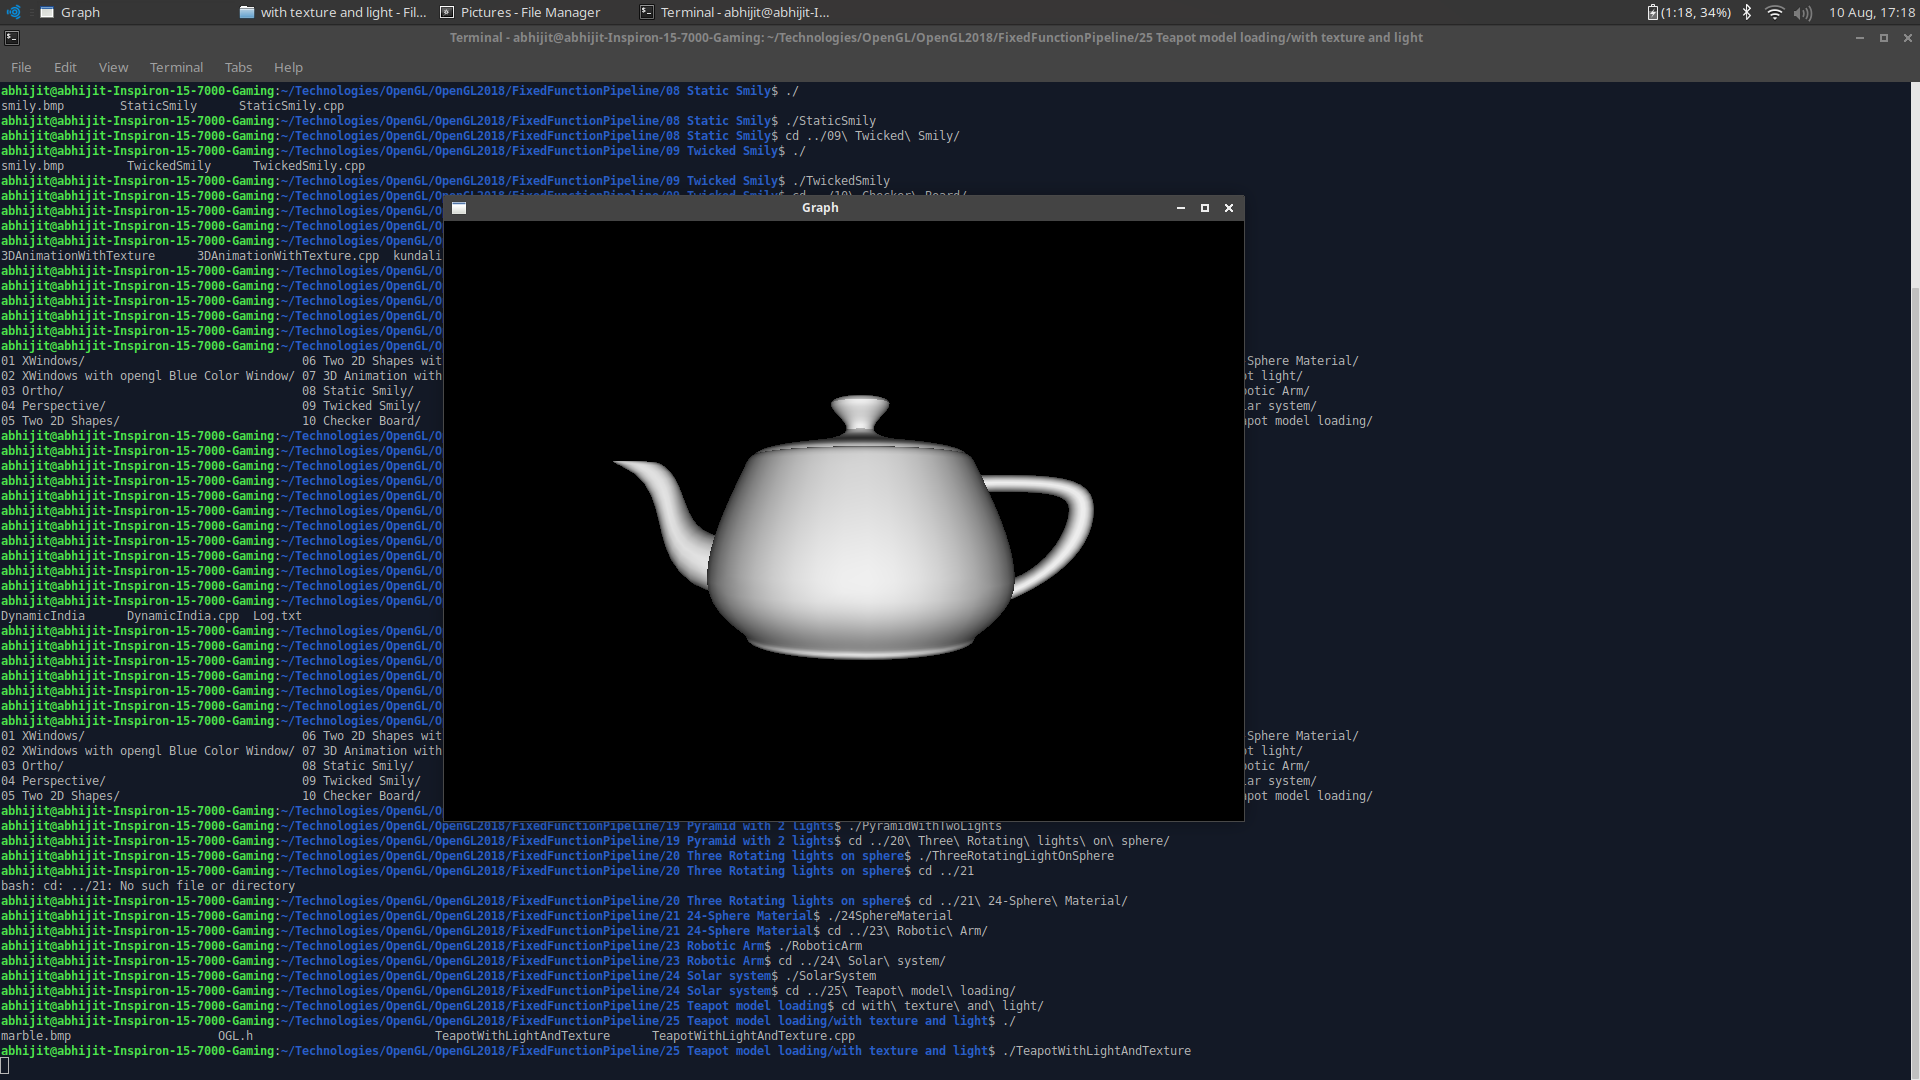 Graph
with texture and light - Fil...
Pictures - File Manager
Terminal - abhijit@abhijit-I...
(1:18, 34%)
10 Aug, 17:18
Terminal - abhijit@abhijit-Inspiron-15-7000-Gaming: ~/Technologies/OpenGL/OpenGL2018/FixedFunctionPipeline/25 Teapot model loading/with texture and light
File Edit View Terminal Tabs Help
abhijit@abhijit-Inspiron-15-7000-Gaming:~/Technologies/OpenGL/OpenGL2018/FixedFunctionPipeline/08 Static Smily$ ./
smily.bmp StaticSmily StaticSmily.cpp
abhijit@abhijit-Inspiron-15-7000-Gaming:~/Technologies/OpenGL/OpenGL2018/FixedFunctionPipeline/08 Static Smily$ ./StaticSmily
abhijit@abhijit-Inspiron-15-7000-Gaming:~/Technologies/OpenGL/OpenGL2018/FixedFunctionPipeline/08 Static Smily$ cd ../09\ Twicked\ Smily/
abhijit@abhijit-Inspiron-15-7000-Gaming:~/Technologies/OpenGL/OpenGL2018/FixedFunctionPipeline/09 Twicked Smily$ ./
smily.bmp TwickedSmily TwickedSmily.cpp
abhijit@abhijit-Inspiron-15-7000-Gaming:~/Technologies/OpenGL/OpenGL2018/FixedFunctionPipeline/09 Twicked Smily$ ./TwickedSmily
abhijit@abhijit-Inspiron-15-7000-Gaming:~/Technologies/OpenGL/OpenGL2018/FixedFunctionPipeline/09 Twicked Smily$ cd ../10\ Checker\ Board/
Graph
abhijit@abhijit-Inspiron-15-7000-Gaming:~/Technologies/OpenGL/O
abhijit@abhijit-Inspiron-15-7000-Gaming:~/Technologies/OpenGL/O
abhijit@abhijit-Inspiron-15-7000-Gaming:~/Technologies/OpenGL/O
3DAnimationWithTexture 3DAnimationWithTexture.cpp kundali
abhijit@abhijit-Inspiron-15-7000-Gaming:~/Technologies/OpenGL/O
abhijit@abhijit-Inspiron-15-7000-Gaming:~/Technologies/OpenGL/O
abhijit@abhijit-Inspiron-15-7000-Gaming:~/Technologies/OpenGL/O
abhijit@abhijit-Inspiron-15-7000-Gaming:~/Technologies/OpenGL/O
abhijit@abhijit-Inspiron-15-7000-Gaming:~/Technologies/OpenGL/O
abhijit@abhijit-Inspiron-15-7000-Gaming:~/Technologies/OpenGL/O
01 XWindows/ 06 Two 2D Shapes wit Sphere Material/
02 XWindows with opengl Blue Color Window/ 07 3D Animation with t light/
03 Ortho/ 08 Static Smily/ otic Arm/
04 Perspective/ 09 Twicked Smily/ ar system/
05 Two 2D Shapes/ 10 Checker Board/ pot model loading/
abhijit@abhijit-Inspiron-15-7000-Gaming:~/Technologies/OpenGL/O
abhijit@abhijit-Inspiron-15-7000-Gaming:~/Technologies/OpenGL/O
abhijit@abhijit-Inspiron-15-7000-Gaming:~/Technologies/OpenGL/O
abhijit@abhijit-Inspiron-15-7000-Gaming:~/Technologies/OpenGL/O
abhijit@abhijit-Inspiron-15-7000-Gaming:~/Technologies/OpenGL/O
abhijit@abhijit-Inspiron-15-7000-Gaming:~/Technologies/OpenGL/O
abhijit@abhijit-Inspiron-15-7000-Gaming:~/Technologies/OpenGL/O
abhijit@abhijit-Inspiron-15-7000-Gaming:~/Technologies/OpenGL/O
abhijit@abhijit-Inspiron-15-7000-Gaming:~/Technologies/OpenGL/O
abhijit@abhijit-Inspiron-15-7000-Gaming:~/Technologies/OpenGL/O
abhijit@abhijit-Inspiron-15-7000-Gaming:~/Technologies/OpenGL/O
abhijit@abhijit-Inspiron-15-7000-Gaming:~/Technologies/OpenGL/O
DynamicIndia DynamicIndia.cpp Log.txt
abhijit@abhijit-Inspiron-15-7000-Gaming:~/Technologies/OpenGL/O
abhijit@abhijit-Inspiron-15-7000-Gaming:~/Technologies/OpenGL/O
abhijit@abhijit-Inspiron-15-7000-Gaming:~/Technologies/OpenGL/O
abhijit@abhijit-Inspiron-15-7000-Gaming:~/Technologies/OpenGL/O
abhijit@abhijit-Inspiron-15-7000-Gaming:~/Technologies/OpenGL/O
abhijit@abhijit-Inspiron-15-7000-Gaming:~/Technologies/OpenGL/O
abhijit@abhijit-Inspiron-15-7000-Gaming:~/Technologies/OpenGL/O
01 XWindows/ 06 Two 2D Shapes wit Sphere Material/
02 XWindows with opengl Blue Color Window/ 07 3D Animation with t light/
03 Ortho/ 08 Static Smily/ otic Arm/
04 Perspective/ 09 Twicked Smily/ ar system/
05 Two 2D Shapes/ 10 Checker Board/ pot model loading/
abhijit@abhijit-Inspiron-15-7000-Gaming:~/Technologies/OpenGL/O
abhijit@abhijit-Inspiron-15-7000-Gaming:~/Technologies/OpenGL/OpenGL2018/FixedFunctionPipeline/19 Pyramid with 2 lights$ ./PyramidWithTwoLights
abhijit@abhijit-Inspiron-15-7000-Gaming:~/Technologies/OpenGL/OpenGL2018/FixedFunctionPipeline/19 Pyramid with 2 lights$ cd ../20\ Three\ Rotating\ lights\ on\ sphere/
abhijit@abhijit-Inspiron-15-7000-Gaming:~/Technologies/OpenGL/OpenGL2018/FixedFunctionPipeline/20 Three Rotating lights on sphere$ ./ThreeRotatingLightOnSphere
abhijit@abhijit-Inspiron-15-7000-Gaming:~/Technologies/OpenGL/OpenGL2018/FixedFunctionPipeline/20 Three Rotating lights on sphere$ cd ../21
bash: cd: ../21: No such file or directory
abhijit@abhijit-Inspiron-15-7000-Gaming:~/Technologies/OpenGL/OpenGL2018/FixedFunctionPipeline/20 Three Rotating lights on sphere$ cd ../21\ 24-Sphere\ Material/
abhijit@abhijit-Inspiron-15-7000-Gaming:~/Technologies/OpenGL/OpenGL2018/FixedFunctionPipeline/21 24-Sphere Material$ ./24SphereMaterial
abhijit@abhijit-Inspiron-15-7000-Gaming:~/Technologies/OpenGL/OpenGL2018/FixedFunctionPipeline/21 24-Sphere Material$ cd ../23\ Robotic\ Arm/
abhijit@abhijit-Inspiron-15-7000-Gaming:~/Technologies/OpenGL/OpenGL2018/FixedFunctionPipeline/23 Robotic Arm$ ./RoboticArm
abhijit@abhijit-Inspiron-15-7000-Gaming:~/Technologies/OpenGL/OpenGL2018/FixedFunctionPipeline/23 Robotic Arm$ cd ../24\ Solar\ system/
abhijit@abhijit-Inspiron-15-7000-Gaming:~/Technologies/OpenGL/OpenGL2018/FixedFunctionPipeline/24 Solar system$ ./SolarSystem
abhijit@abhijit-Inspiron-15-7000-Gaming:~/Technologies/OpenGL/OpenGL2018/FixedFunctionPipeline/24 Solar system$ cd ../25\ Teapot\ model\ loading/
abhijit@abhijit-Inspiron-15-7000-Gaming:~/Technologies/OpenGL/OpenGL2018/FixedFunctionPipeline/25 Teapot model loading$ cd with\ texture\ and\ light/
abhijit@abhijit-Inspiron-15-7000-Gaming:~/Technologies/OpenGL/OpenGL2018/FixedFunctionPipeline/25 Teapot model loading/with texture and light$ ./
marble.bmp OGL.h TeapotWithLightAndTexture TeapotWithLightAndTexture.cpp
abhijit@abhijit-Inspiron-15-7000-Gaming:~/Technologies/OpenGL/OpenGL2018/FixedFunctionPipeline/25 Teapot model loading/with texture and light$ ./TeapotWithLightAndTexture